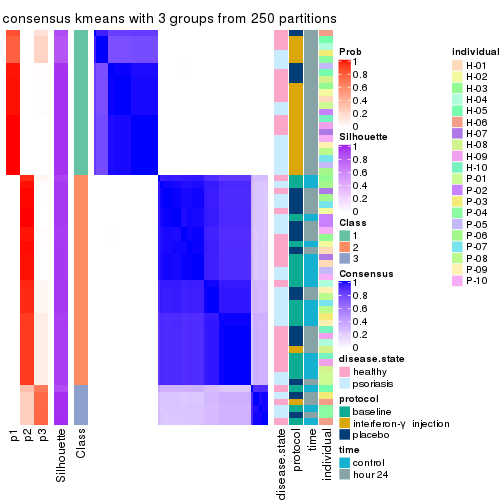 consensus kmeans with 3 groups from 250 partitions
Prob
1
0.8
0.6
0.4
0.2
0
Silhouette
1
0.8
0.6
0.4
0.2
0
Class
1
2
3
Consensus
1
0.8
0.6
0.4
0.2
0
disease.state
healthy
psoriasis
protocol
baseline
interferon-γ injection
placebo
time
control
hour 24
individual
H-01
H-02
H-03
H-04
H-05
H-06
H-07
H-08
H-09
H-10
P-01
P-02
P-03
P-04
P-05
P-06
P-07
P-08
P-09
P-10
p1
p2
p3
Silhouette
Class
disease.state
protocol
time
individual